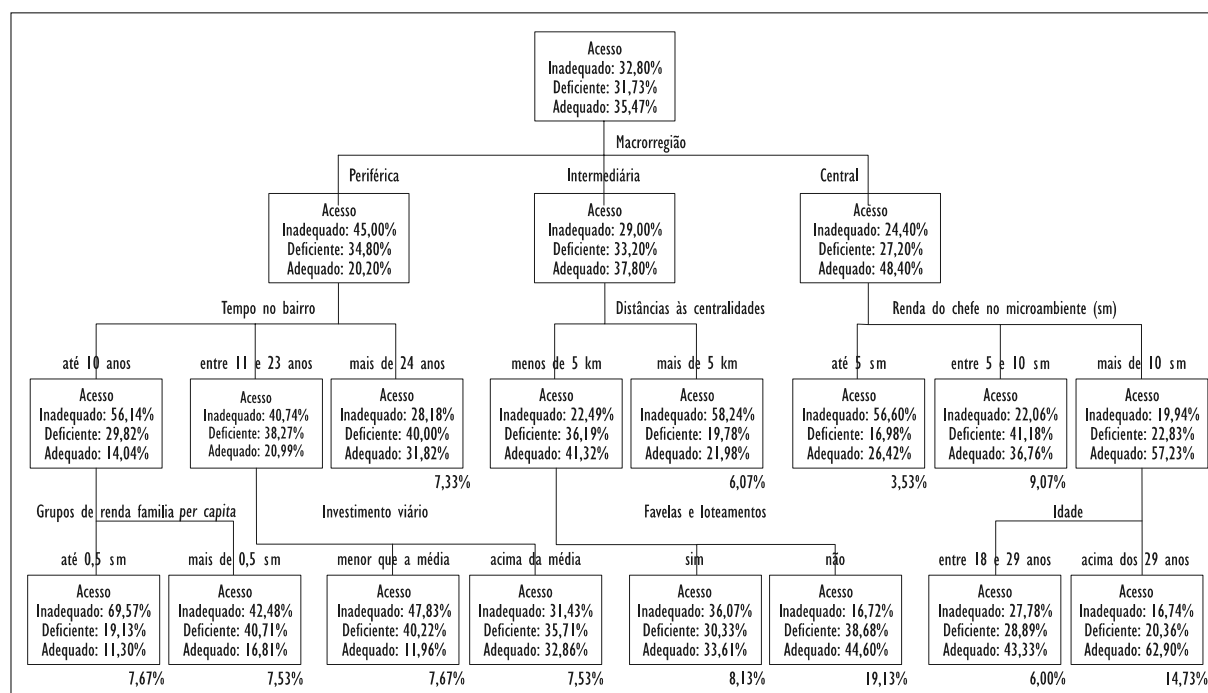 Acesso
Inadequado: 32,80%
Deficiente: 31,73%
Adequado: 35,47%
Macrorregião
Periférica
Intermediária
Central
Acesso
Inadequado: 45,00%
Deficiente: 34,80%
Adequado: 20,20%
Acesso
Inadequado: 29,00%
Deficiente: 33,20%
Adequado: 37,80%
Acesso
Inadequado: 24,40%
Deficiente: 27,20%
Adequado: 48,40%
Tempo no bairro
Distâncias às centralidades
Renda do chefe no microambiente (sm)
até 10 anos
entre 11 e 23 anos
mais de 24 anos
menos de 5 km
mais de 5 km
até 5 sm
entre 5 e 10 sm
mais de 10 sm
Acesso
Inadequado: 56,14%
Deficiente: 29,82%
Adequado: 14,04%
Acesso
Inadequado: 40,74%
Deficiente: 38,27%
Adequado: 20,99%
Acesso
Inadequado: 28,18%
Deficiente: 40,00%
Adequado: 31,82%
7,33%
Acesso
Inadequado: 22,49%
Deficiente: 36,19%
Adequado: 41,32%
Acesso
Inadequado: 58,24%
Deficiente: 19,78%
Adequado: 21,98%
6,07%
Acesso
Inadequado: 56,60%
Deficiente: 16,98%
Adequado: 26,42%
3,53%
Acesso
Inadequado: 22,06%
Deficiente: 41,18%
Adequado: 36,76%
9,07%
Acesso
Inadequado: 19,94%
Deficiente: 22,83%
Adequado: 57,23%
Grupos de renda familia per capita
Investimento viário
Favelas e loteamentos
Idade
até 0,5 sm
mais de 0,5 sm
menor que a média
acima da média
sim
não
entre 18 e 29 anos
acima dos 29 anos
Acesso
Inadequado: 69,57%
Deficiente: 19,13%
Adequado: 11,30%
7,67%
Acesso
Inadequado: 42,48%
Deficiente: 40,71%
Adequado: 16,81%
7,53%
Acesso
Inadequado: 47,83%
Deficiente: 40,22%
Adequado: 11,96%
7,67%
Acesso
Inadequado: 31,43%
Deficiente: 35,71%
Adequado: 32,86%
7,53%
Acesso
Inadequado: 36,07%
Deficiente: 30,33%
Adequado: 33,61%
8,13%
Acesso
Inadequado: 16,72%
Deficiente: 38,68%
Adequado: 44,60%
19,13%
Acesso
Inadequado: 27,78%
Deficiente: 28,89%
Adequado: 43,33%
6,00%
Acesso
Inadequado: 16,74%
Deficiente: 20,36%
Adequado: 62,90%
14,73%